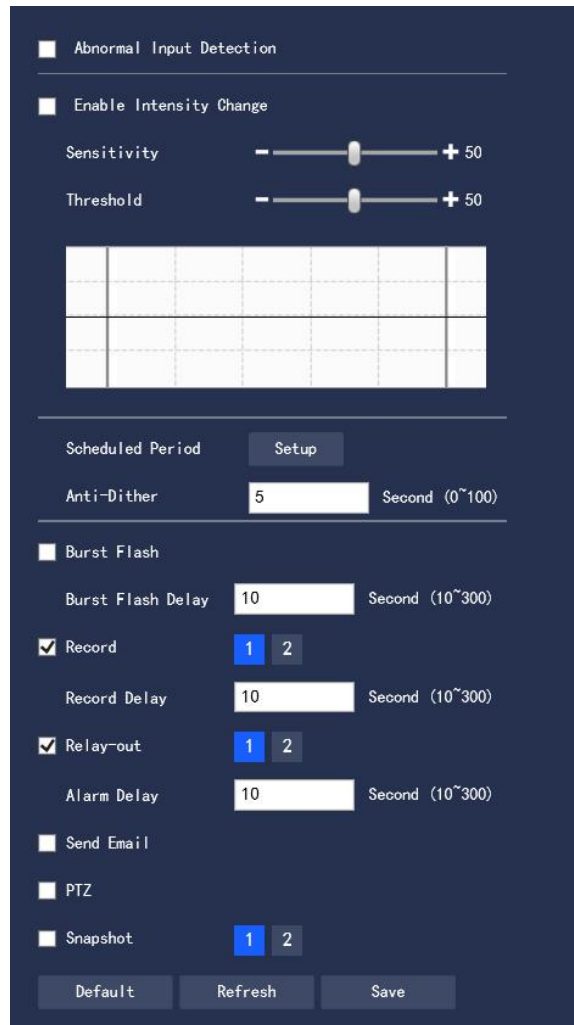 Abnormal Input Detection
Enable Intensity Change
Sensitivity 50
Threshold 50
Scheduled Period Setup
Anti-Dither 5 Second (0~100)
Burst Flash
Burst Flash Delay 10 Second (10~300)
Record 1 2
Record Delay 10 Second (10~300)
Relay-out 1 2
Alarm Delay 10 Second (10~300)
Send Email
PTZ
Snapshot 1 2
Default Refresh Save